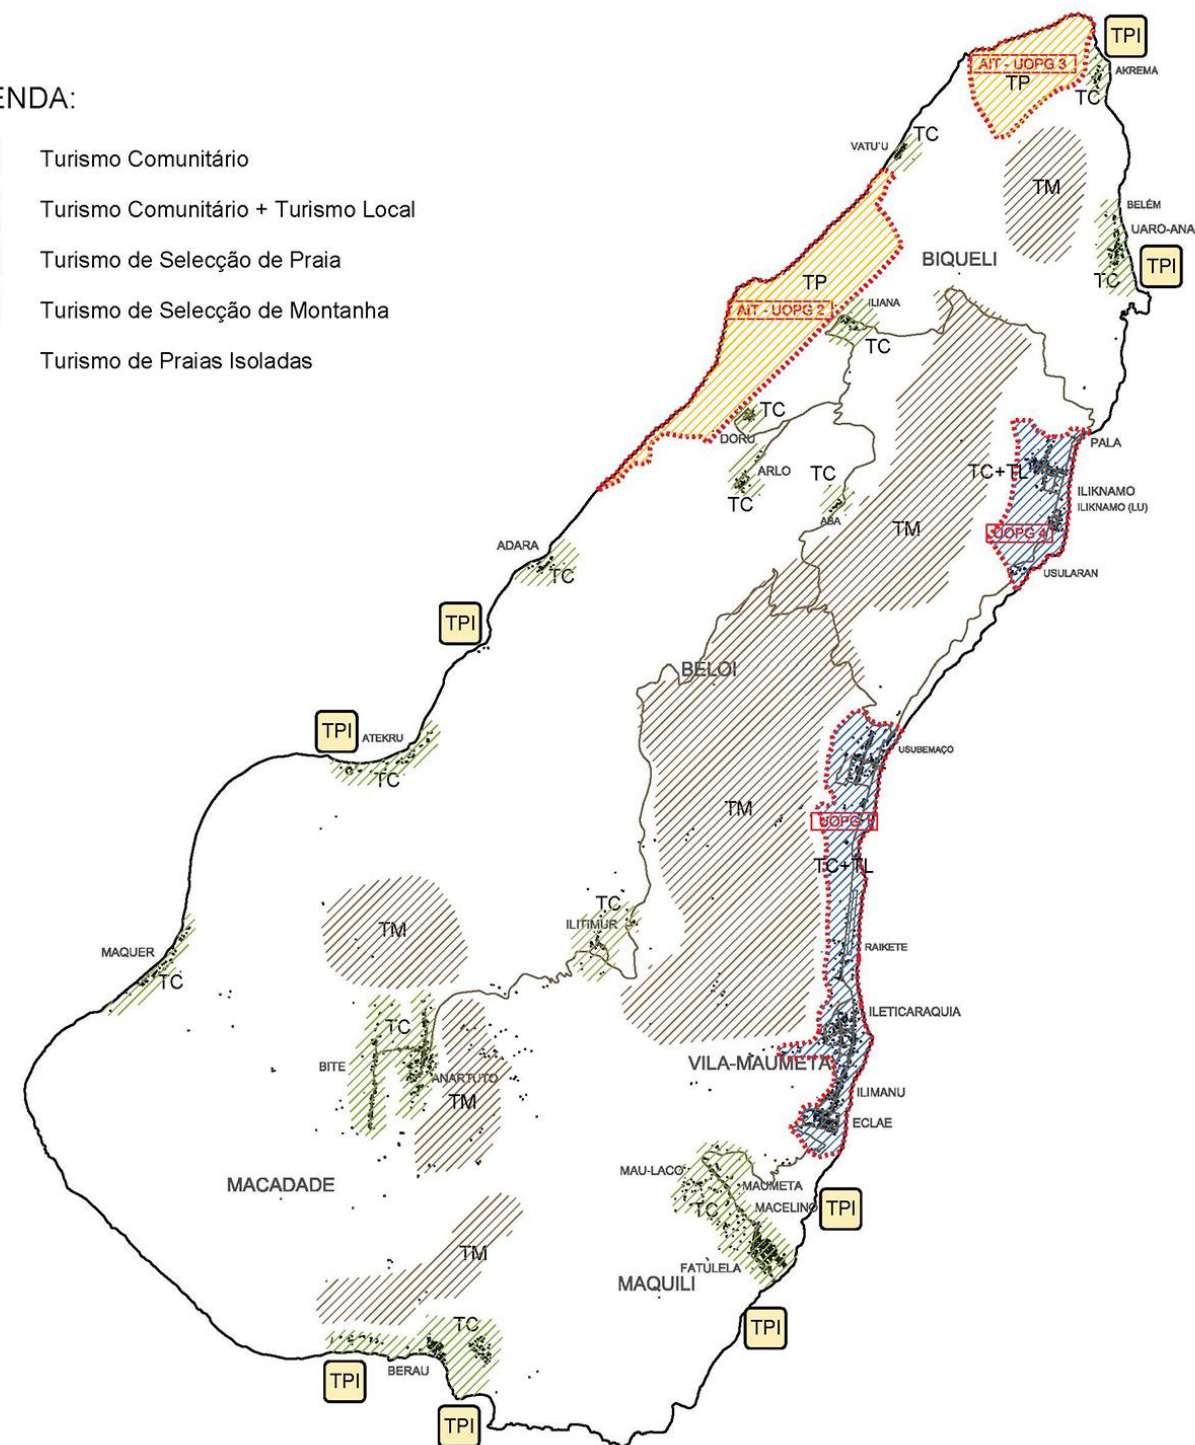 ENDA:
Turismo Comunitário
Turismo Comunitário + Turismo Local
Turismo de Selecção de Praia
Turismo de Selecção de Montanha
Turismo de Praias Isoladas
TPI
AIT - UOPG 3
TP
AKREMA
TC
TC
VATU'U
TM
BELÉM
UARO-ANA
BIQUELI
TPI
TC
TP
AIT - UOPG 2
ILIANA
TC
TC
DORU
PALA
ARLO
TC
TC+TL
TC
ILIKNAMO
ILIKNAMO (LU)
ABA
TM
UOPG 4
ADARA
TC
USULARAN
TPI
BELOI
TPI
ATEKRU
USUBEMAÇO
TC
TM
UOPG 1
TC+TL
TC
ILITIMUR
TM
RAIKETE
MAQUER
TC
ILETICARAQUIA
TC
BITE
VILA-MAUMETA
ANARTUTO
TM
ILIMANU
ECLAE
MAU-LACO
MACADADE
MAUMETA
TC
MACELINO
TPI
TM
FATÚLELA
MAQUILI
TC
TPI
BERAU
TPI
TPI